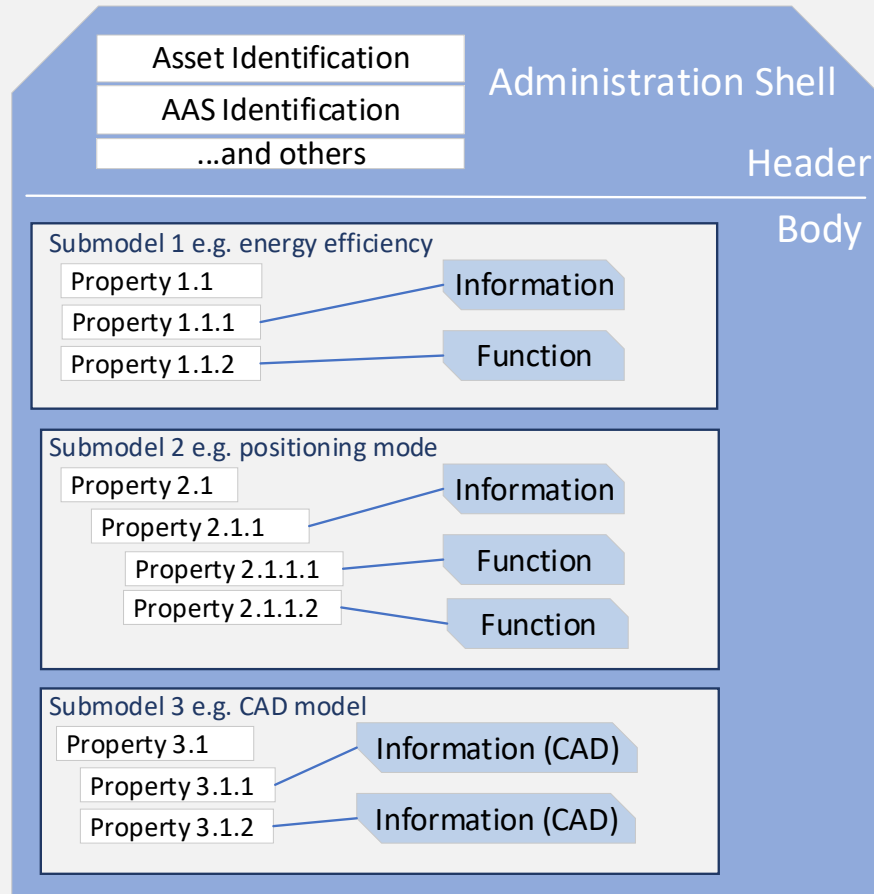 Asset Identification
AAS Identification
...and others
Administration Shell
Header
Body
Submodel 1 e.g. energy efficiency
Property 1.1
Property 1.1.1
Property 1.1.2
Information
Function
Submodel 2 e.g. positioning mode
Property 2.1
Property 2.1.1
Property 2.1.1.1
Property 2.1.1.2
Information
Function
Function
Submodel 3 e.g. CAD model
Property 3.1
Property 3.1.1
Property 3.1.2
Information (CAD)
Information (CAD)